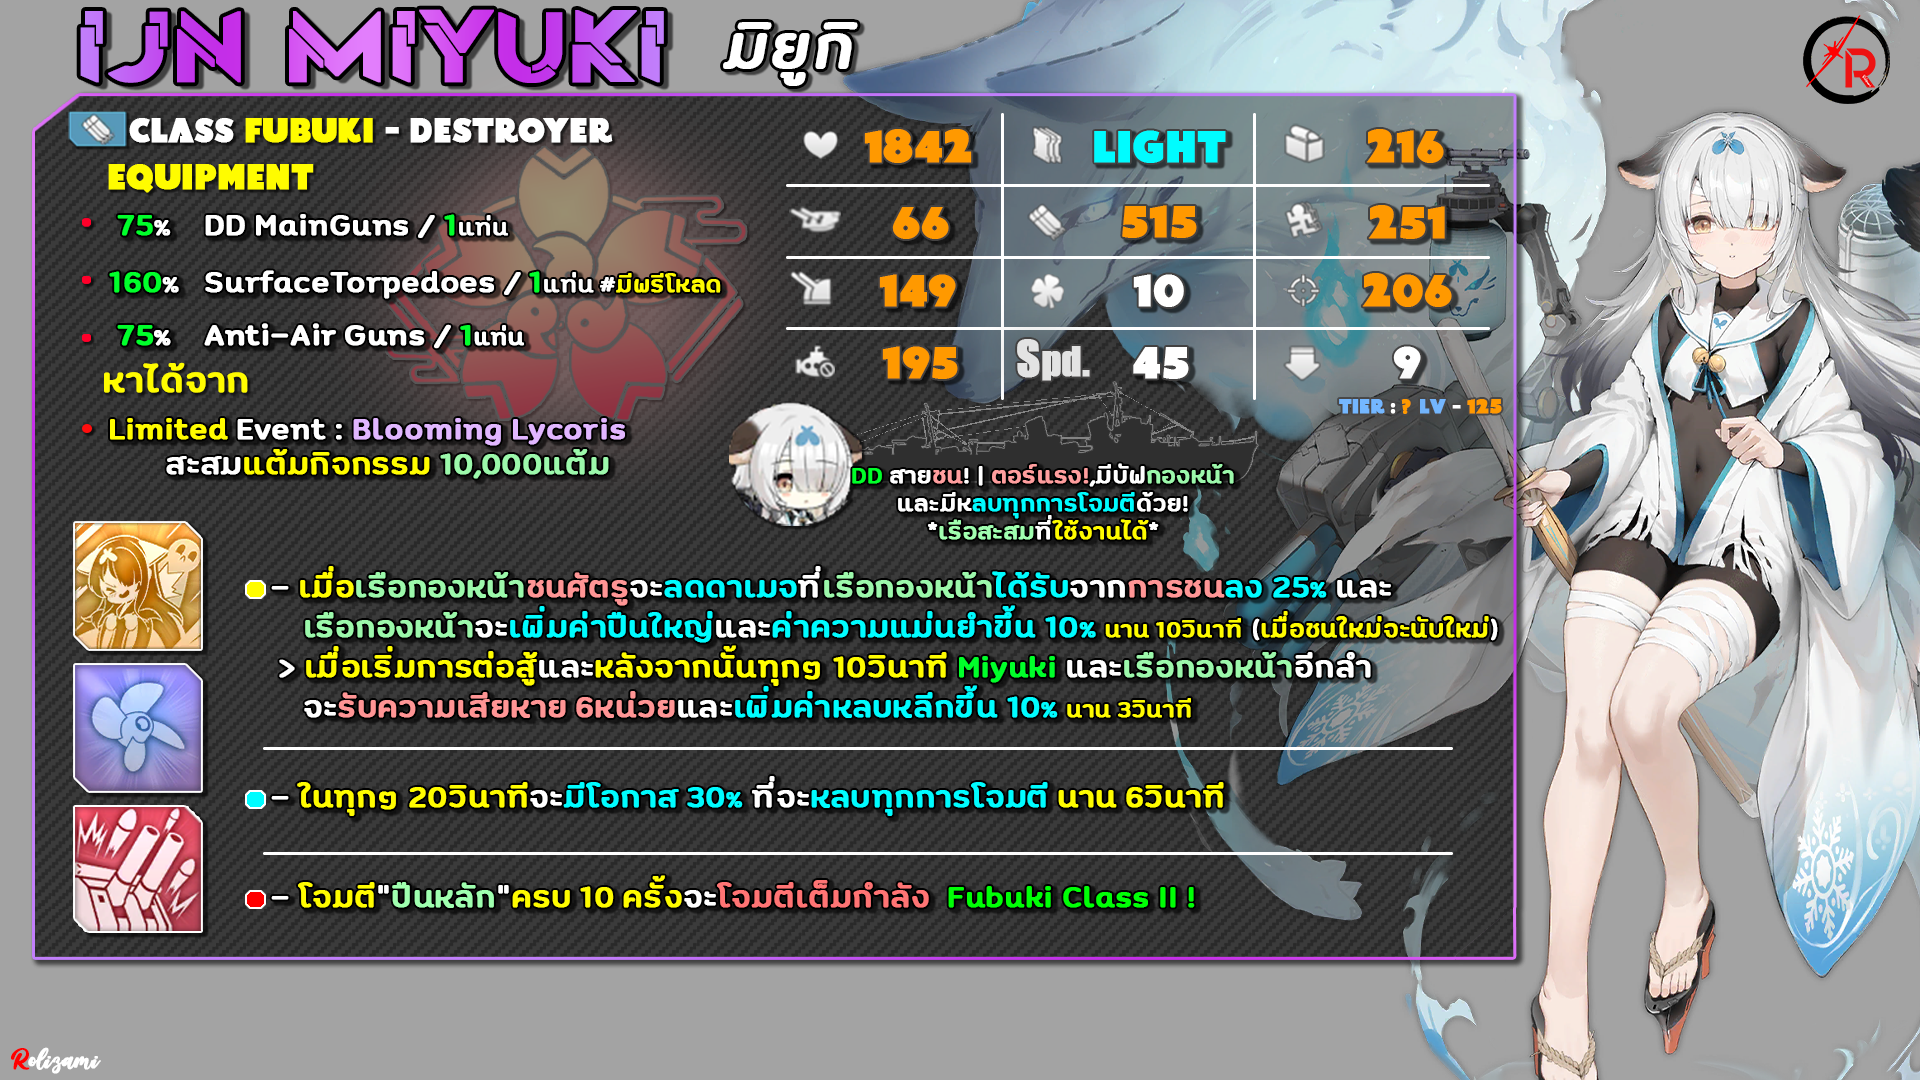 IJN MIYUKI มิยูกิ
R
CLASS FUBUKI - DESTROYER
EQUIPMENT
75% DD MainGuns / 1แท่น
160% SurfaceTorpedoes / 1แท่น #มีพรีโหลด
75% Anti-Air Guns / 1แท่น
หาได้จาก
Limited Event : Blooming Lycoris
สะสมแต้มกิจกรรม 10,000แต้ม
1842 LIGHT 216
66 515 251
149 10 206
195 Spd. 45 9
TIER : ? LV - 125
DD สายชน! | ตอร์แรง!,มีบัฟกองหน้า
และมีหลบทุกการโจมตีด้วย!
*เรือสะสมที่ใช้งานได้*
- เมื่อเรือกองหน้าชนศัตรูจะลดดาเมจที่เรือกองหน้าได้รับจากการชนลง 25% และ
เรือกองหน้าจะเพิ่มค่าปืนใหญ่และค่าความแม่นยำขึ้น 10% นาน 10วินาที (เมื่อชนใหม่จะนับใหม่)
> เมื่อเริ่มการต่อสู้และหลังจากนั้นทุกๆ 10วินาที Miyuki และเรือกองหน้าอีกลำ
จะรับความเสียหาย 6หน่วยและเพิ่มค่าหลบหลีกขึ้น 10% นาน 3วินาที
- ในทุกๆ 20วินาทีจะมีโอกาส 30% ที่จะหลบทุกการโจมตี นาน 6วินาที
- โจมตี"ปืนหลัก"ครบ 10 ครั้งจะโจมตีเต็มกำลัง Fubuki Class II !
Rolizami